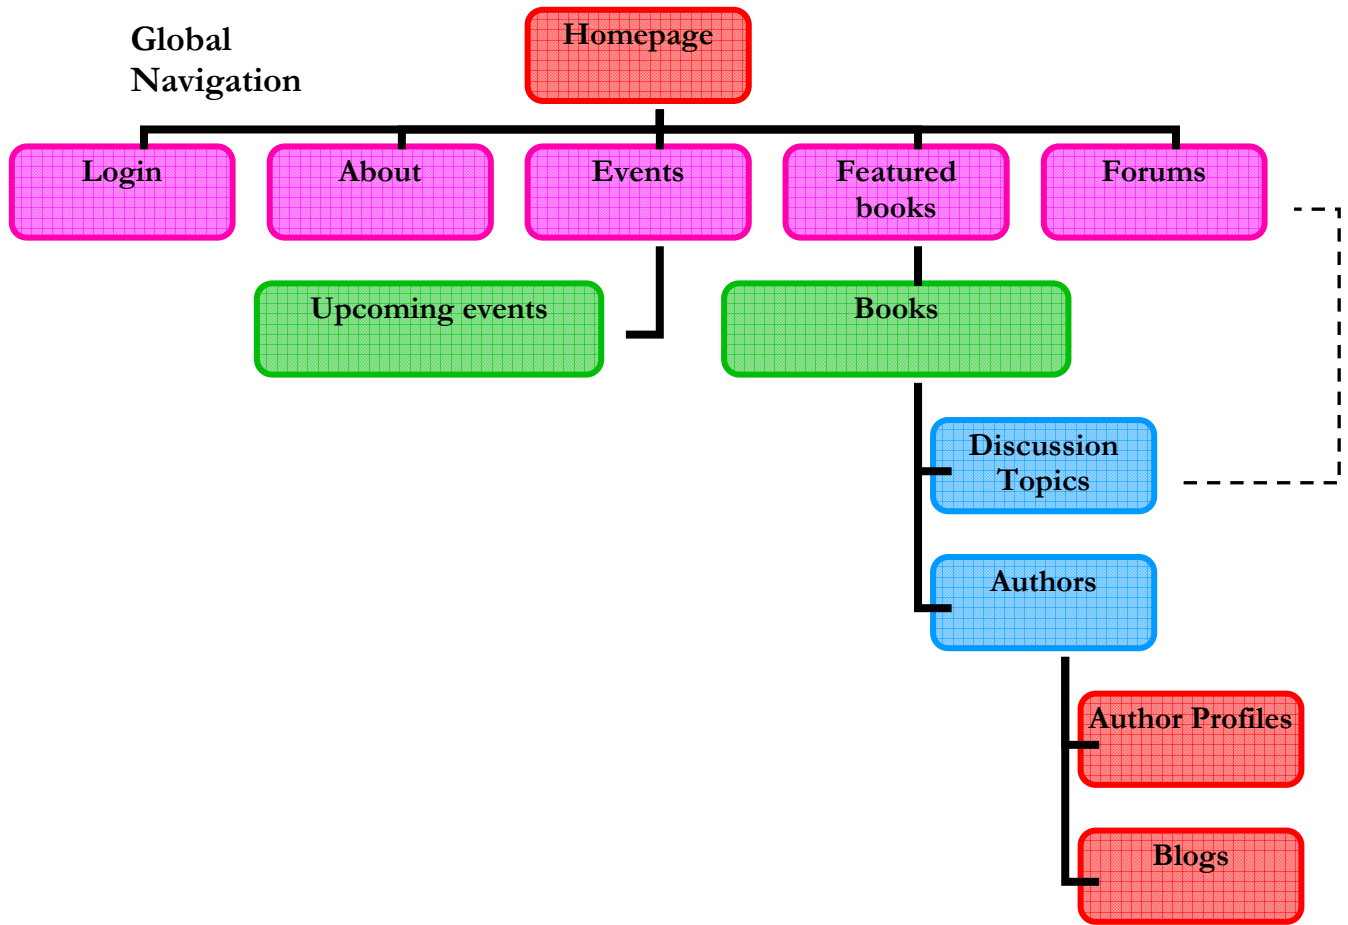 Global
Navigation
Homepage
Login
About
Events
Featured
books
Forums
Upcoming events
Books
Discussion
Topics
Authors
Author Profiles
Blogs